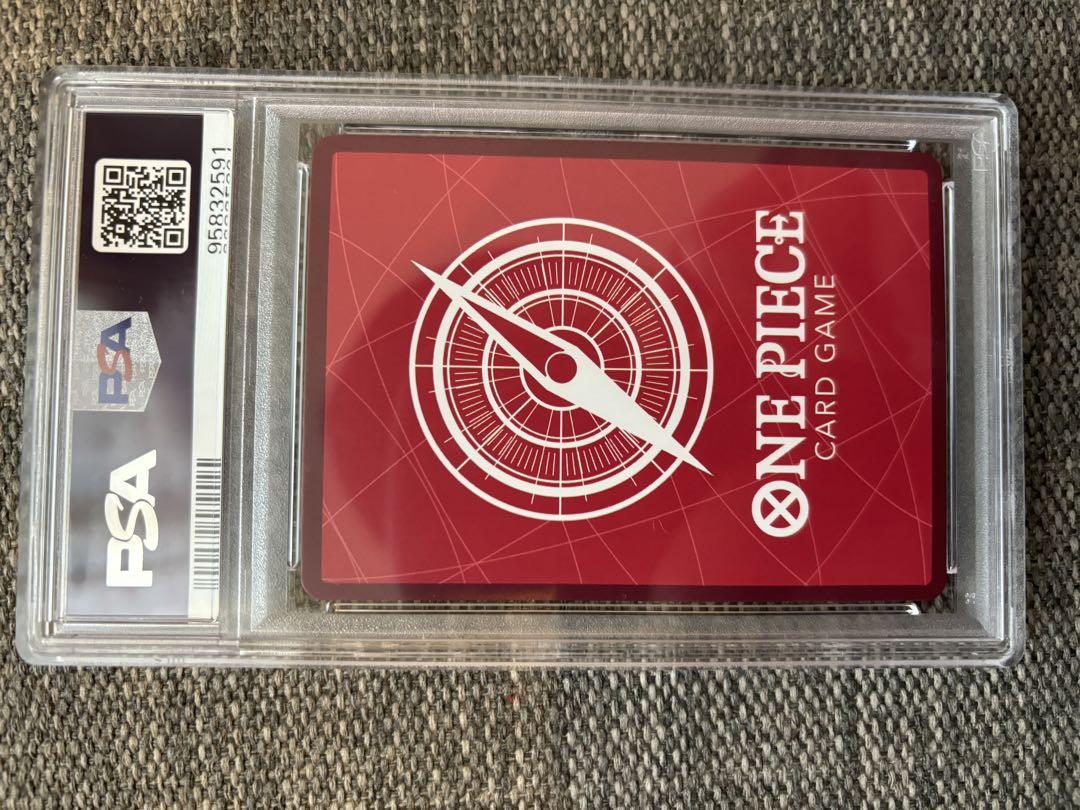 PSA
PSA
95832591
ONE PIECE
CARD GAME